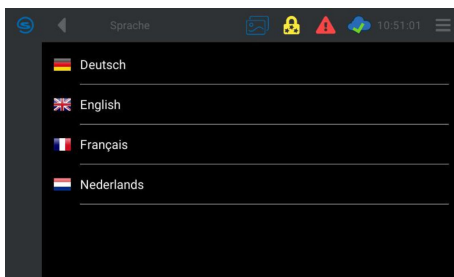 Sprache
10:51:01
Deutsch
English
Français
Nederlands